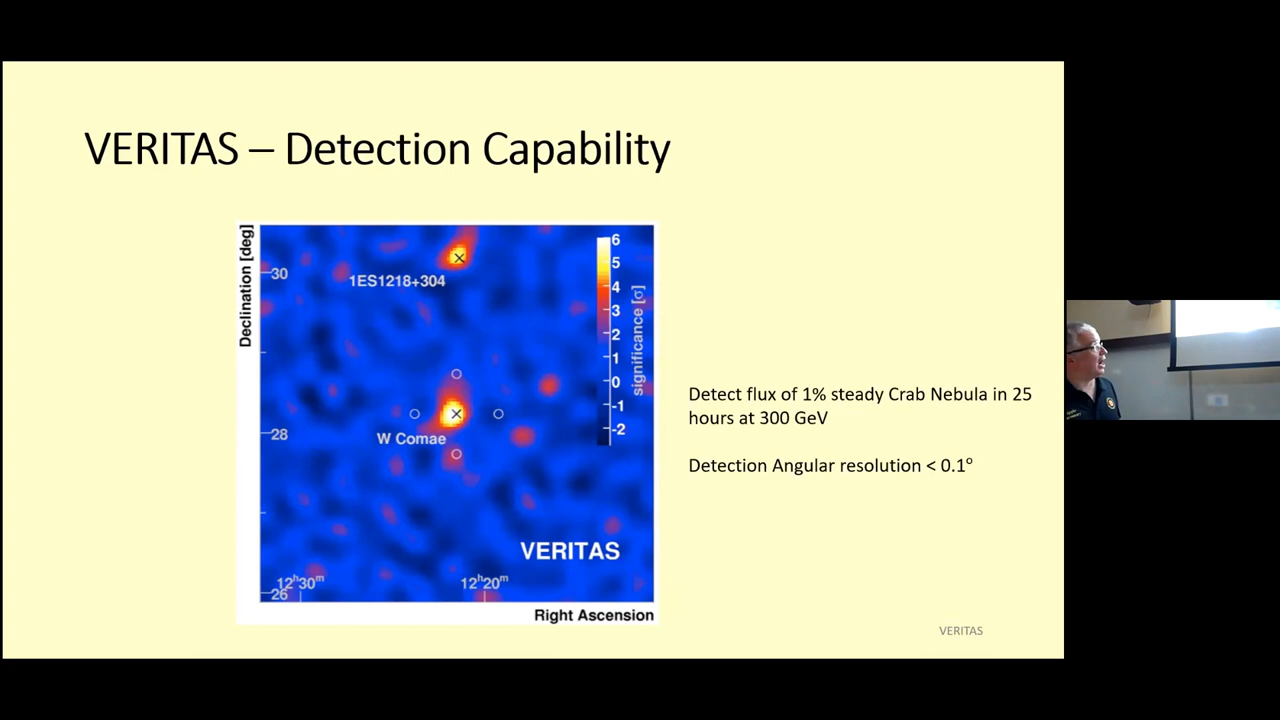 VERITAS – Detection Capability
Declination [deg]
30
28
26
1ES1218+304
W Comae
6
5
4
3
2
1
0
-1
-2
significance [σ]
VERITAS
12h30m
12h20m
Right Ascension
Detect flux of 1% steady Crab Nebula in 25
hours at 300 GeV
Detection Angular resolution < 0.1°
VERITAS